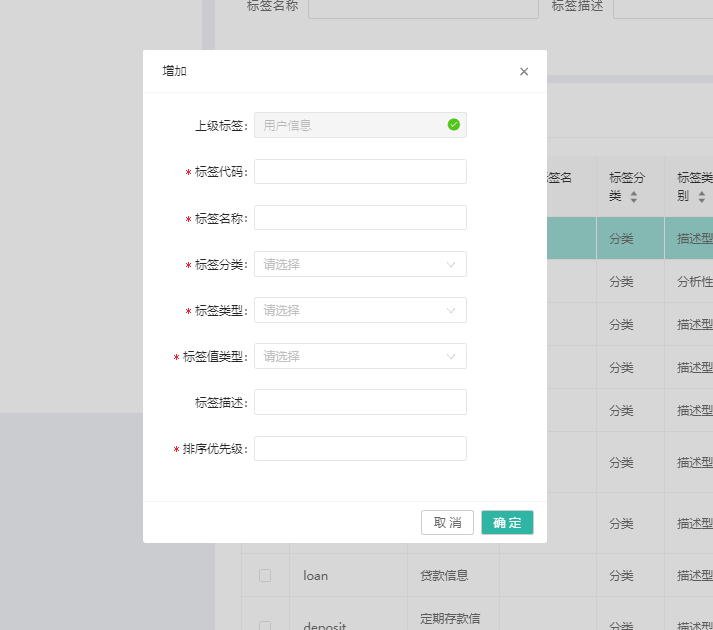 标签名称 标签描述
增加
上级标签: 用户信息
* 标签代码:
* 标签名称:
* 标签分类: 请选择
* 标签类型: 请选择
* 标签值类型: 请选择
标签描述:
* 排序优先级:
取 消 确 定
签名 标签分类 标签类别
分类 描述型
分类 分析性
分类 描述型
分类 描述型
分类 描述型
分类 描述型
分类 描述型
loan 贷款信息 分类 描述型
deposit 定期存款信 分类 描述型